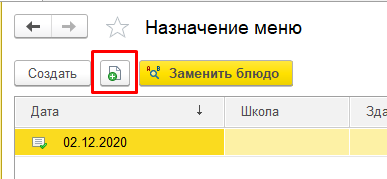 Назначение меню
Создать Заменить блюдо
Дата Школа Зда
02.12.2020